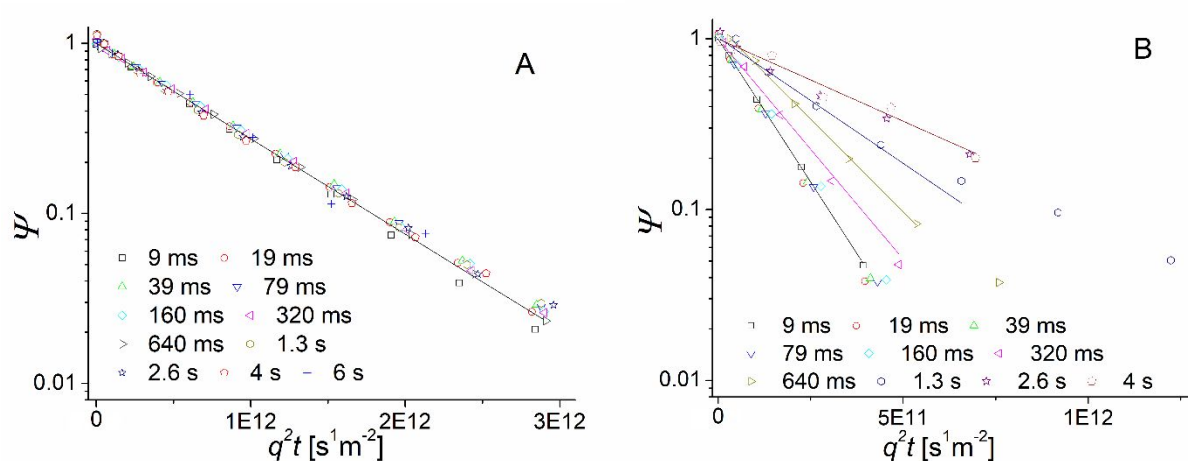 A
1
0.1
0.01
Ψ
9 ms 19 ms
39 ms 79 ms
160 ms 320 ms
640 ms 1.3 s
2.6 s 4 s 6 s
0 1E12 2E12 3E12
q²t [s¹m⁻²]
B
1
0.1
0.01
Ψ
9 ms 19 ms 39 ms
79 ms 160 ms 320 ms
640 ms 1.3 s 2.6 s 4 s
0 5E11 1E12
q²t [s¹m⁻²]